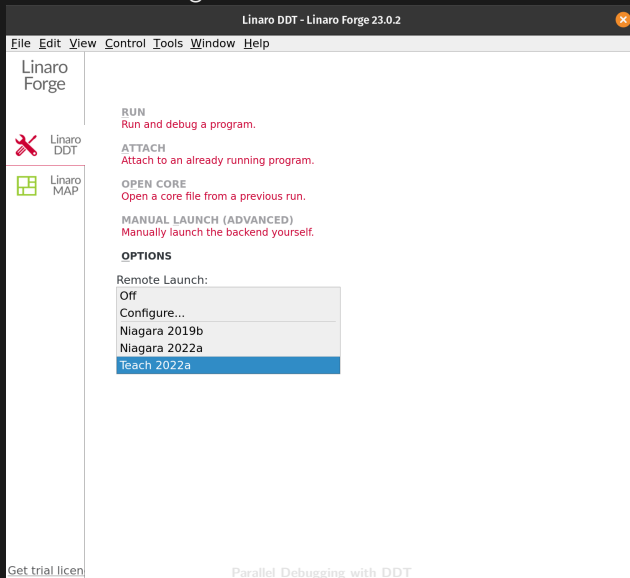 Linaro DDT - Linaro Forge 23.0.2
File Edit View Control Tools Window Help
Linaro
Forge
Linaro
DDT
Linaro
MAP
RUN
Run and debug a program.
ATTACH
Attach to an already running program.
OPEN CORE
Open a core file from a previous run.
MANUAL LAUNCH (ADVANCED)
Manually launch the backend yourself.
OPTIONS
Remote Launch:
Off
Configure...
Niagara 2019b
Niagara 2022a
Teach 2022a
Get trial licen
Parallel Debugging with DDT